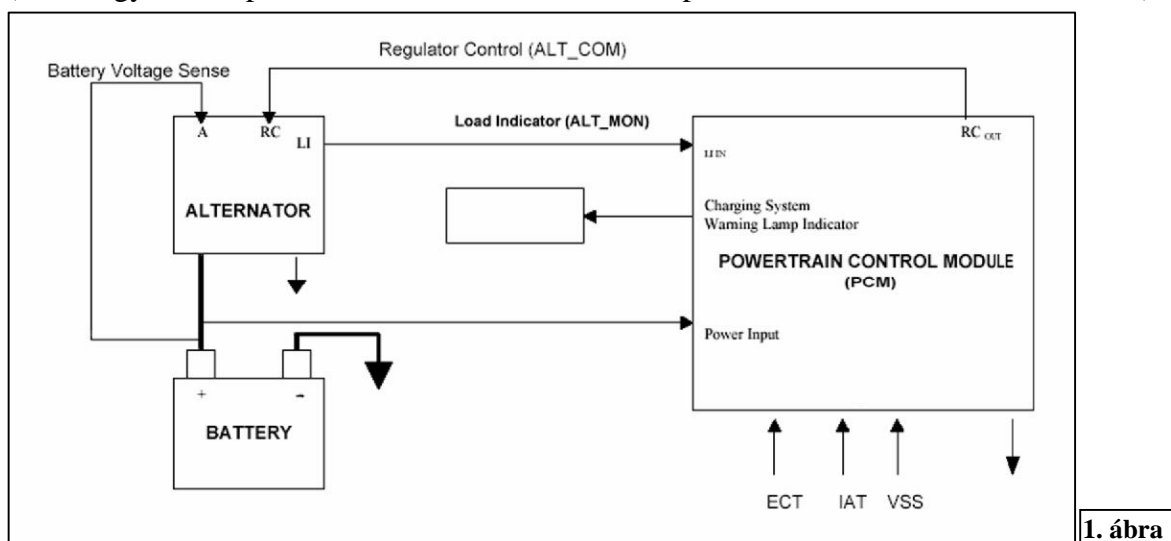 Regulator Control (ALT_COM)
Battery Voltage Sense
A
RC
LI
Load Indicator (ALT_MON)
RC OUT
LI IN
ALTERNATOR
Charging System
Warning Lamp Indicator
POWERTRAIN CONTROL MODULE
(PCM)
Power Input
+
-
BATTERY
ECT IAT VSS
1. ábra